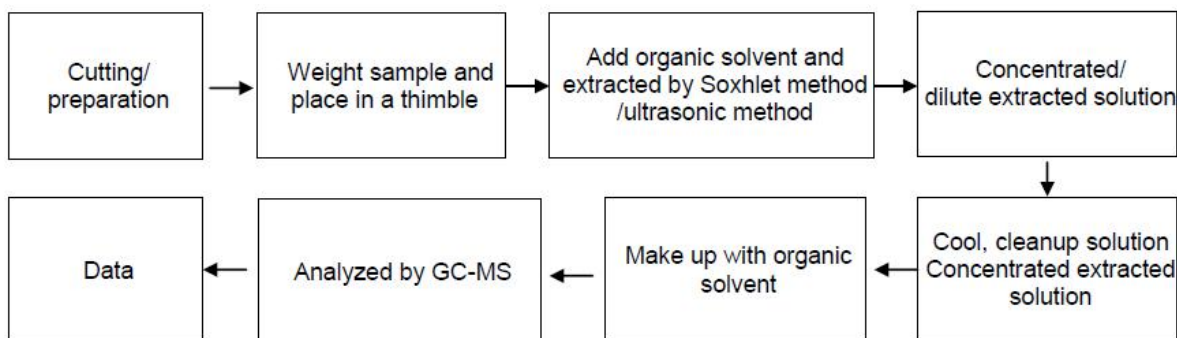 Cutting/
preparation
Weight sample and
place in a thimble
Add organic solvent and
extracted by Soxhlet method
/ultrasonic method
Concentrated/
dilute extracted solution
Cool, cleanup solution
Concentrated extracted
solution
Make up with organic
solvent
Analyzed by GC-MS
Data